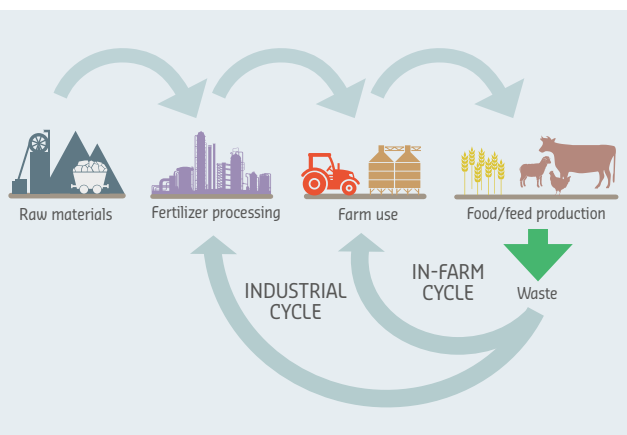 Raw materials
Fertilizer processing
Farm use
Food/feed production
INDUSTRIAL
CYCLE
IN-FARM
CYCLE
Waste